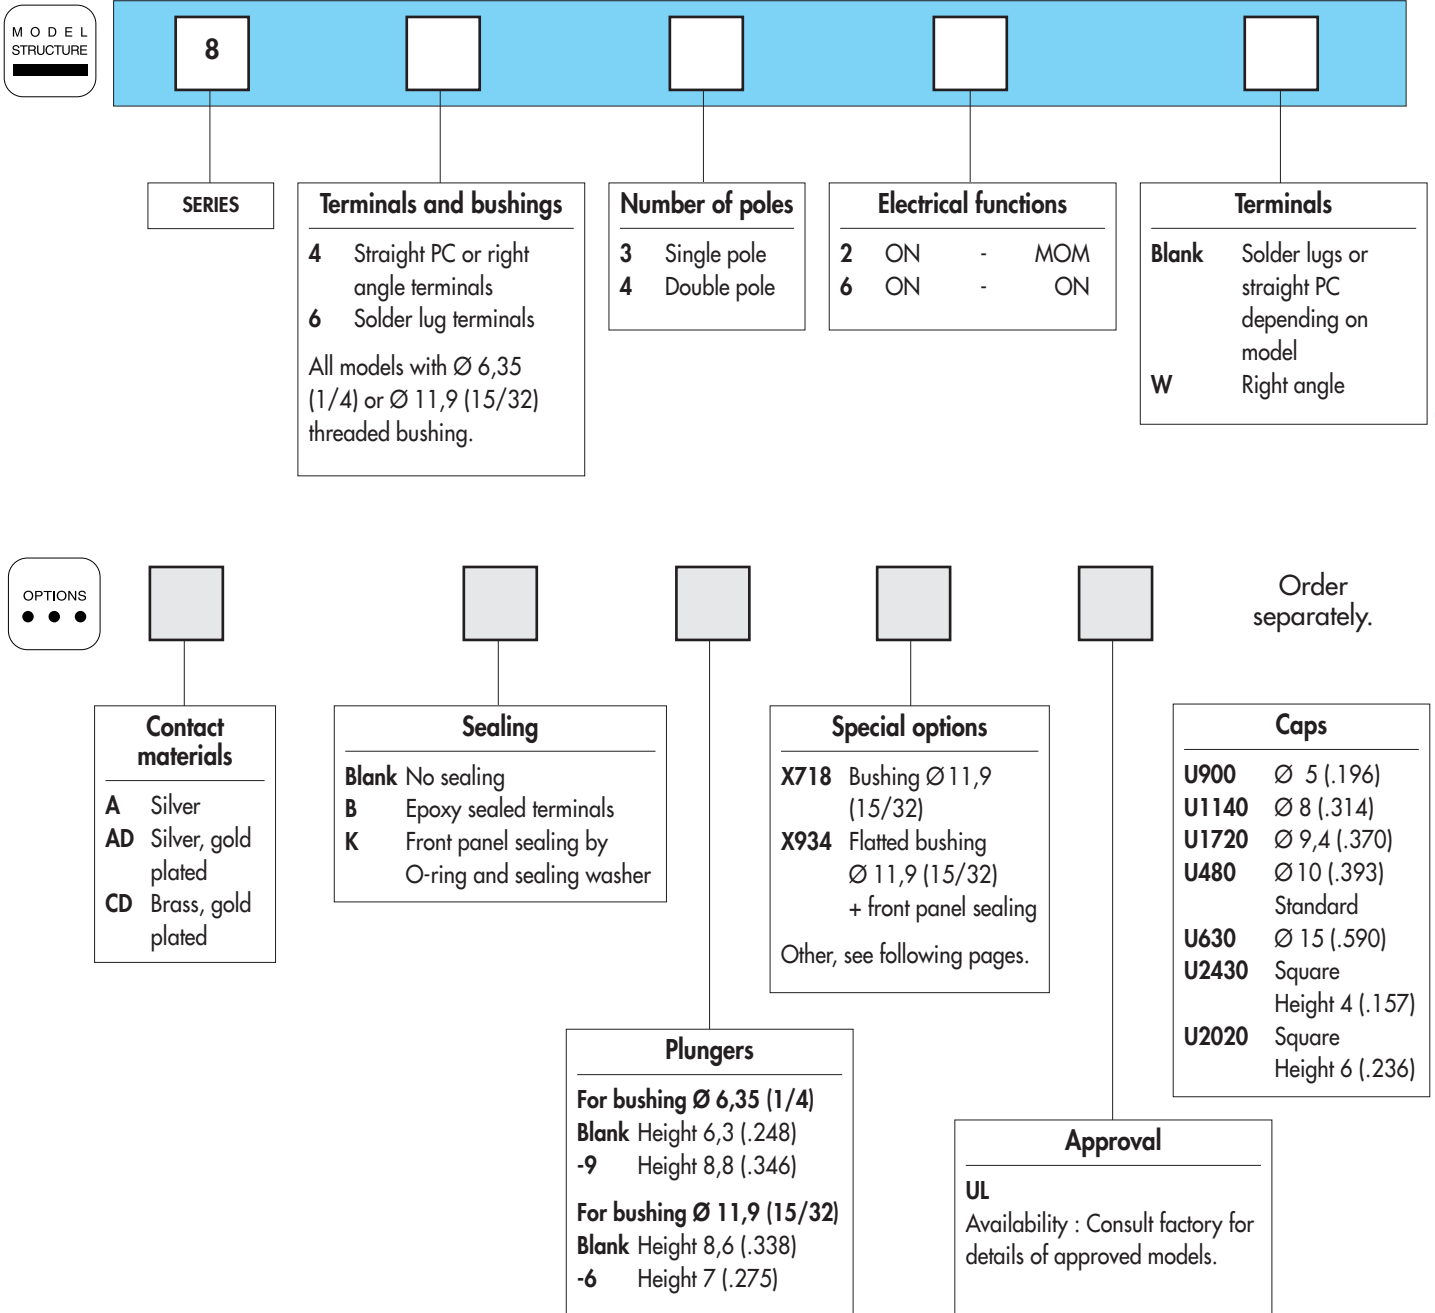 MODEL
STRUCTURE
8
SERIES
Terminals and bushings
4 Straight PC or right
angle terminals
6 Solder lug terminals
All models with Ø 6,35
(1/4) or Ø 11,9 (15/32)
threaded bushing.
Number of poles
3 Single pole
4 Double pole
Electrical functions
2 ON - MOM
6 ON - ON
Terminals
Blank Solder lugs or
straight PC
depending on
model
W Right angle
OPTIONS
Order
separately.
Contact
materials
A Silver
AD Silver, gold
plated
CD Brass, gold
plated
Sealing
Blank No sealing
B Epoxy sealed terminals
K Front panel sealing by
O-ring and sealing washer
Plungers
For bushing Ø 6,35 (1/4)
Blank Height 6,3 (.248)
-9 Height 8,8 (.346)
For bushing Ø 11,9 (15/32)
Blank Height 8,6 (.338)
-6 Height 7 (.275)
Special options
X718 Bushing Ø 11,9
(15/32)
X934 Flatted bushing
Ø 11,9 (15/32)
+ front panel sealing
Other, see following pages.
Approval
UL
Availability : Consult factory for
details of approved models.
Caps
U900 Ø 5 (.196)
U1140 Ø 8 (.314)
U1720 Ø 9,4 (.370)
U480 Ø 10 (.393)
Standard
U630 Ø 15 (.590)
U2430 Square
Height 4 (.157)
U2020 Square
Height 6 (.236)